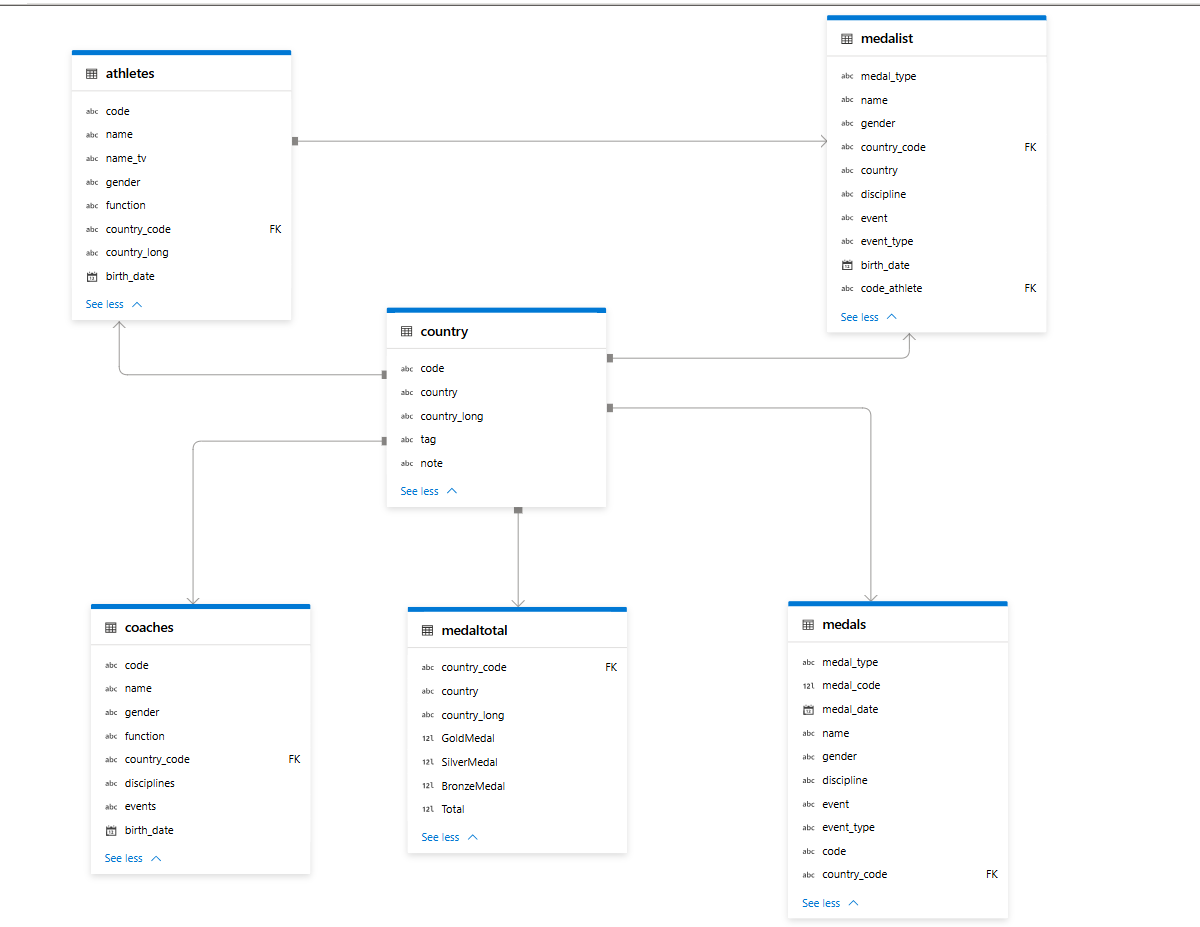 athletes
abc code
abc name
abc name_tv
abc gender
abc function
abc country_code FK
abc country_long
birth_date
See less
medalist
abc medal_type
abc name
abc gender
abc country_code FK
abc country
abc discipline
abc event
abc event_type
birth_date
abc code_athlete FK
See less
country
abc code
abc country
abc country_long
abc tag
abc note
See less
coaches
abc code
abc name
abc gender
abc function
abc country_code FK
abc disciplines
abc events
birth_date
See less
medaltotal
abc country_code FK
abc country
abc country_long
12l GoldMedal
12l SilverMedal
12l BronzeMedal
12l Total
See less
medals
abc medal_type
12l medal_code
medal_date
abc name
abc gender
abc discipline
abc event
abc event_type
abc code
abc country_code FK
See less